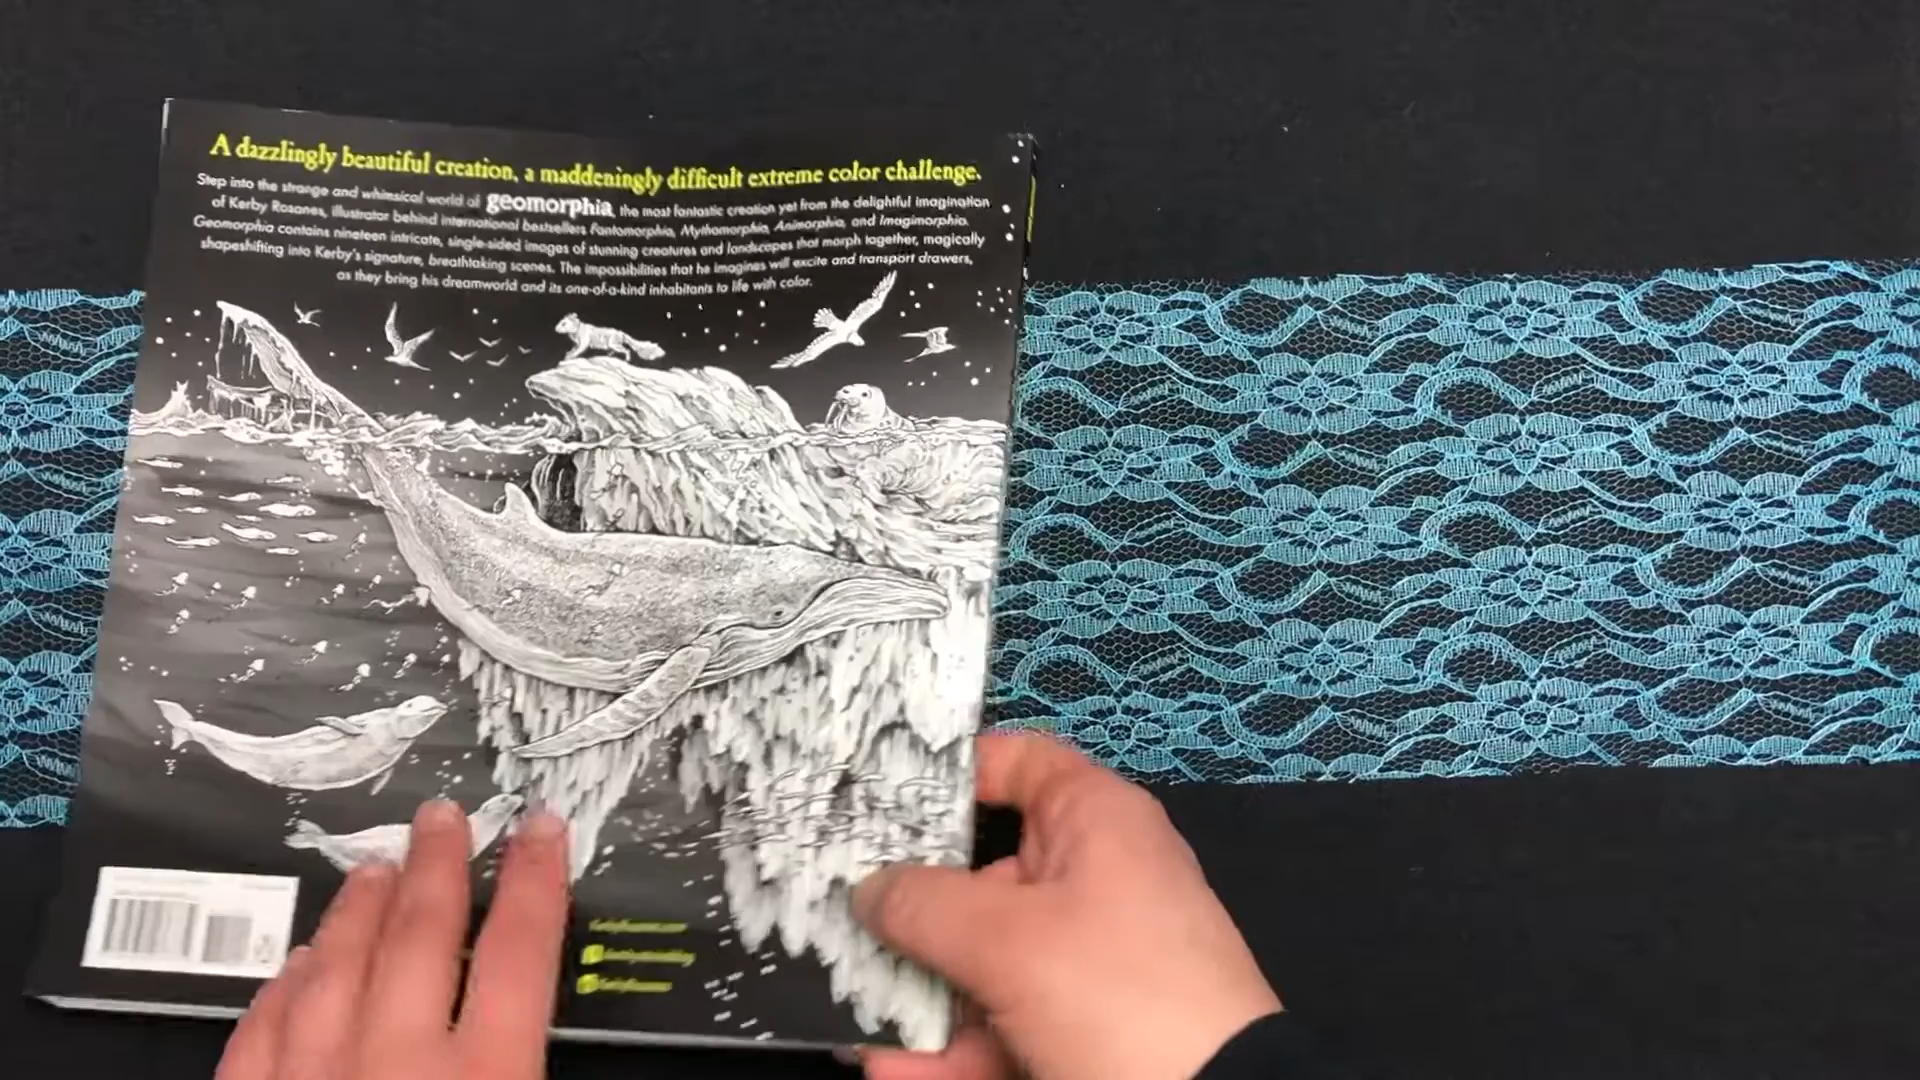 A dazzlingly beautiful creation, a maddeningly difficult extreme color challenge.
Step into the strange and whimsical world of geomorphia, the most fantastic creation yet from the delightful imagination
of Kerby Rosanes, illustrator behind international bestsellers Fantomorphia, Mythomorphia, Animorphia, and Imagimorphia.
Geomorphia contains nineteen intricate, single-sided images of stunning creatures and landscapes that morph together, magically
shapeshifting into Kerby's signature, breathtaking scenes. The impossibilities that he imagines will excite and transport drawers,
as they bring his dreamworld and its one-of-a-kind inhabitants to life with color.